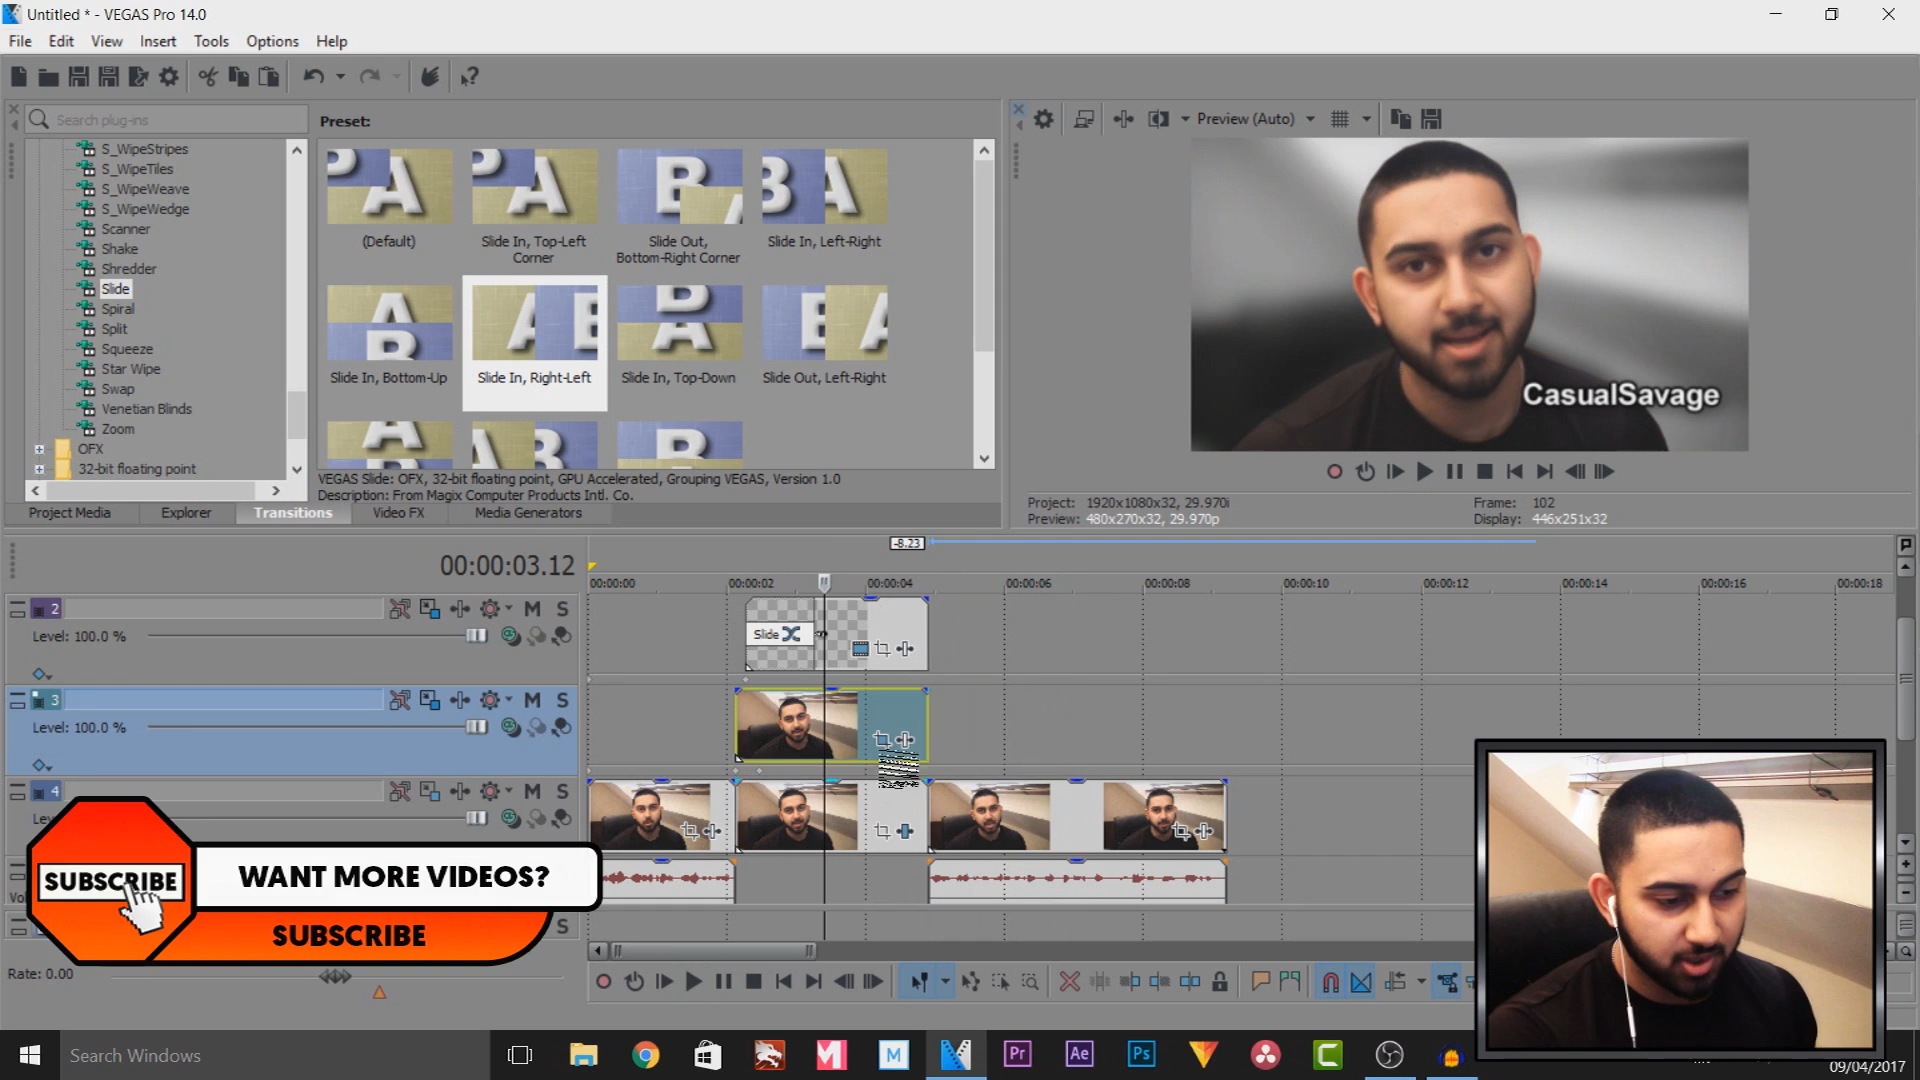 Untitled * - VEGAS Pro 14.0
File Edit View Insert Tools Options Help
Search plug-ins
Preset:
Preview (Auto)
S_WipeStripes
S_WipeTiles
S_WipeWeave
S_WipeWedge
Scanner
Shake
Shredder
Slide
Spiral
Split
Squeeze
Star Wipe
Swap
Venetian Blinds
Zoom
OFX
32-bit floating point
(Default)
Slide In, Top-Left Corner
Slide Out, Bottom-Right Corner
Slide In, Left-Right
Slide In, Bottom-Up
Slide In, Right-Left
Slide In, Top-Down
Slide Out, Left-Right
VEGAS Slide: OFX, 32-bit floating point, GPU Accelerated, Grouping VEGAS, Version 1.0
Description: From Magix Computer Products Intl. Co.
Project Media Explorer Transitions Video FX Media Generators
CasualSavage
Project: 1920x1080x32, 29.970i
Frame: 102
Preview: 480x270x32, 29.970p
Display: 446x251x32
-8.23
00:00:03.12
00:00:00 00:00:02 00:00:04 00:00:06 00:00:08 00:00:10 00:00:12 00:00:14 00:00:16 00:00:18
2 M S
Level: 100.0 %
Slide
3 M S
Level: 100.0 %
4 M S
SUBSCRIBE
WANT MORE VIDEOS?
SUBSCRIBE
S
Rate: 0.00
Search Windows
Pr Ae Ps
09/04/2017